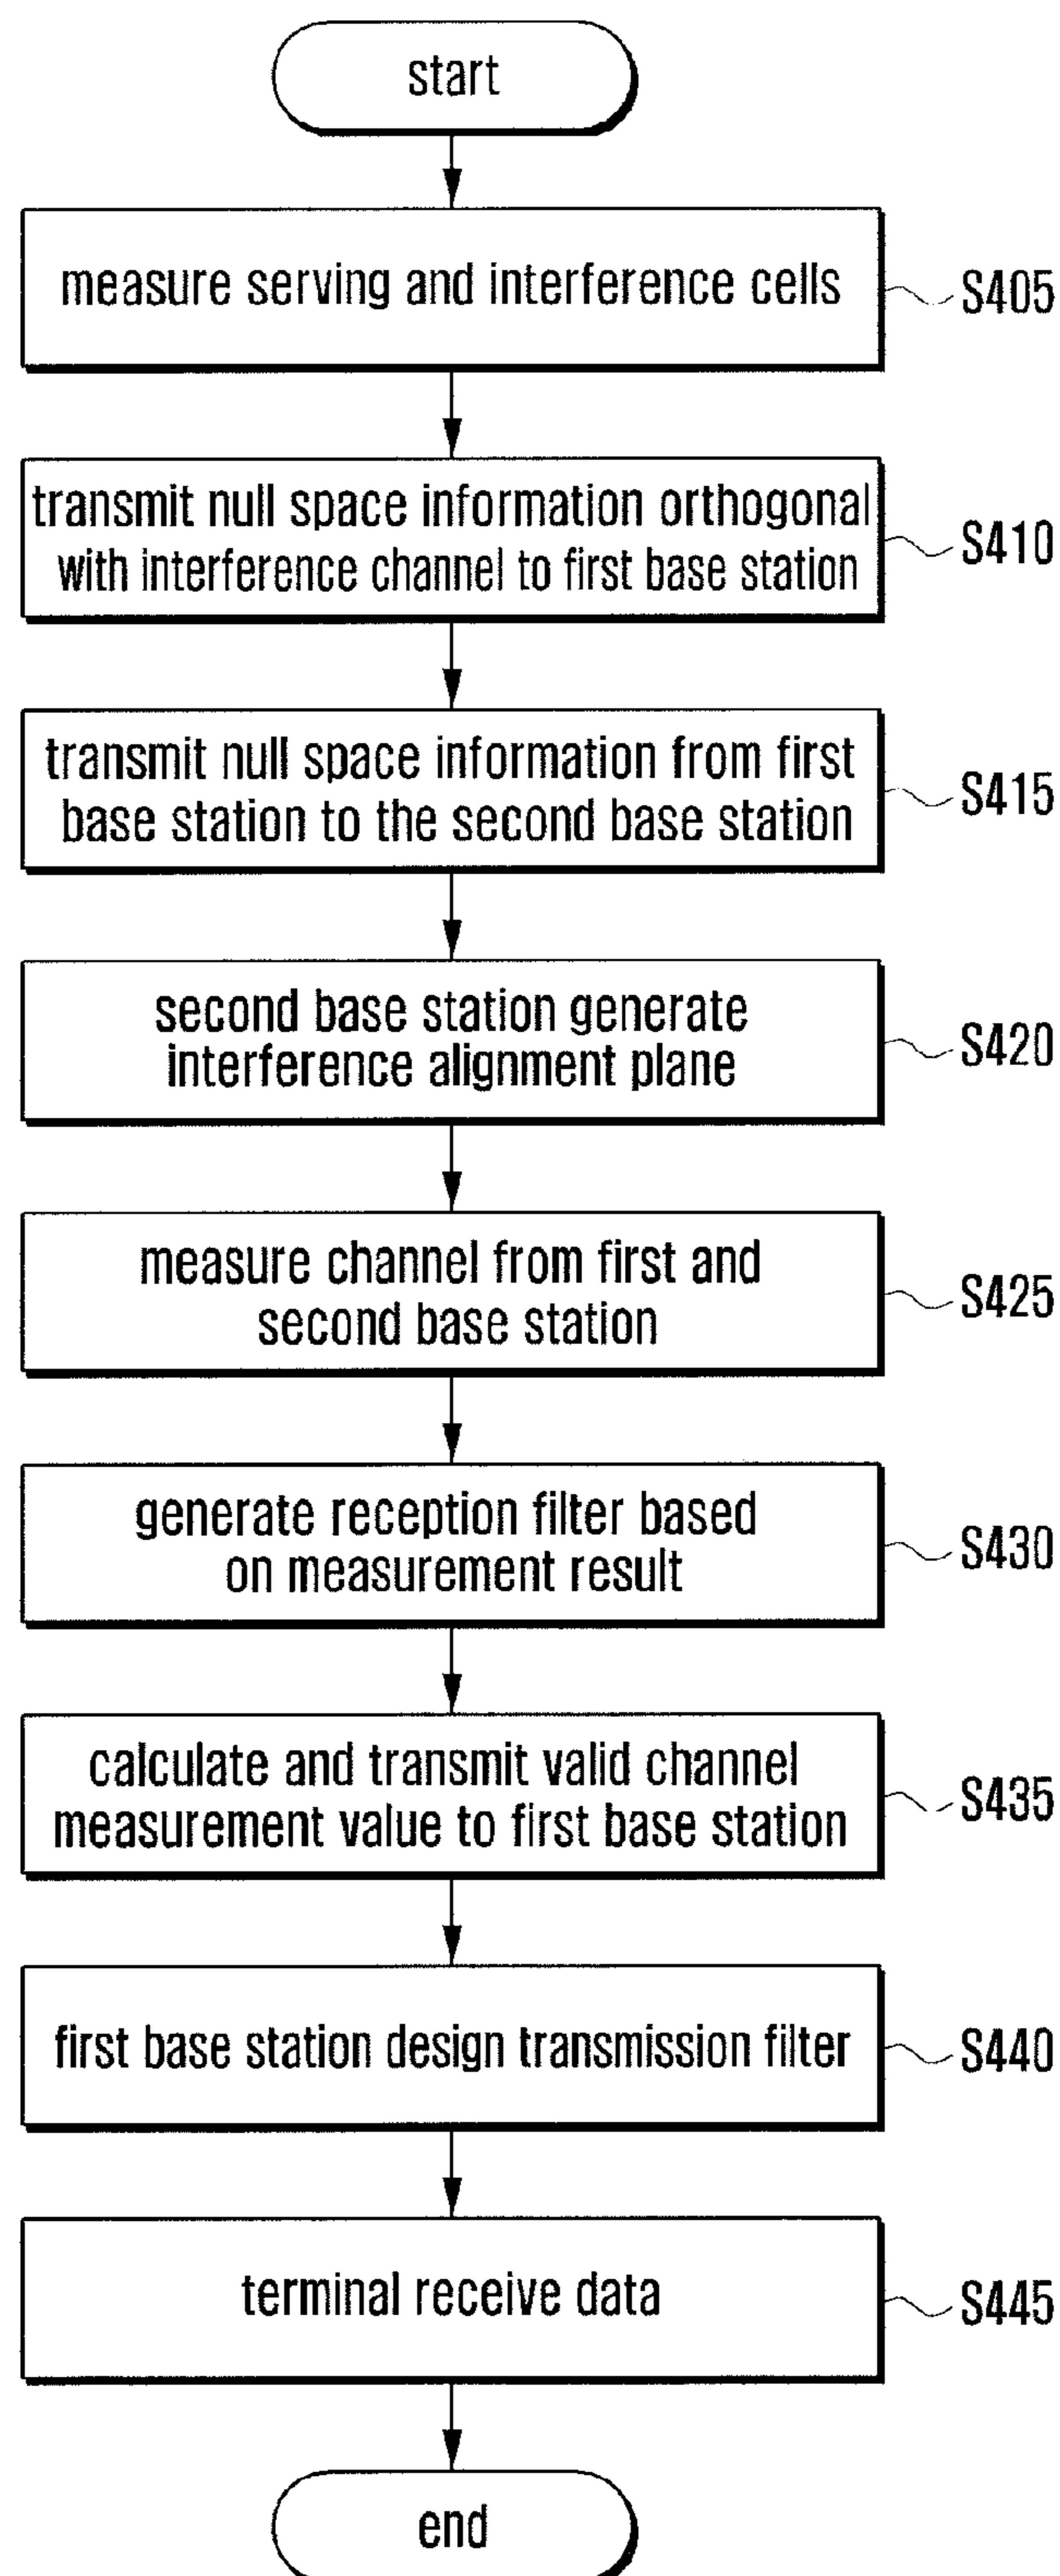 start
measure serving and interference cells
S405
transmit null space information orthogonal
with interference channel to first base station
S410
transmit null space information from first
base station to the second base station
S415
second base station generate
interference alignment plane
S420
measure channel from first and
second base station
S425
generate reception filter based
on measurement result
S430
calculate and transmit valid channel
measurement value to first base station
S435
first base station design transmission filter
S440
terminal receive data
S445
end